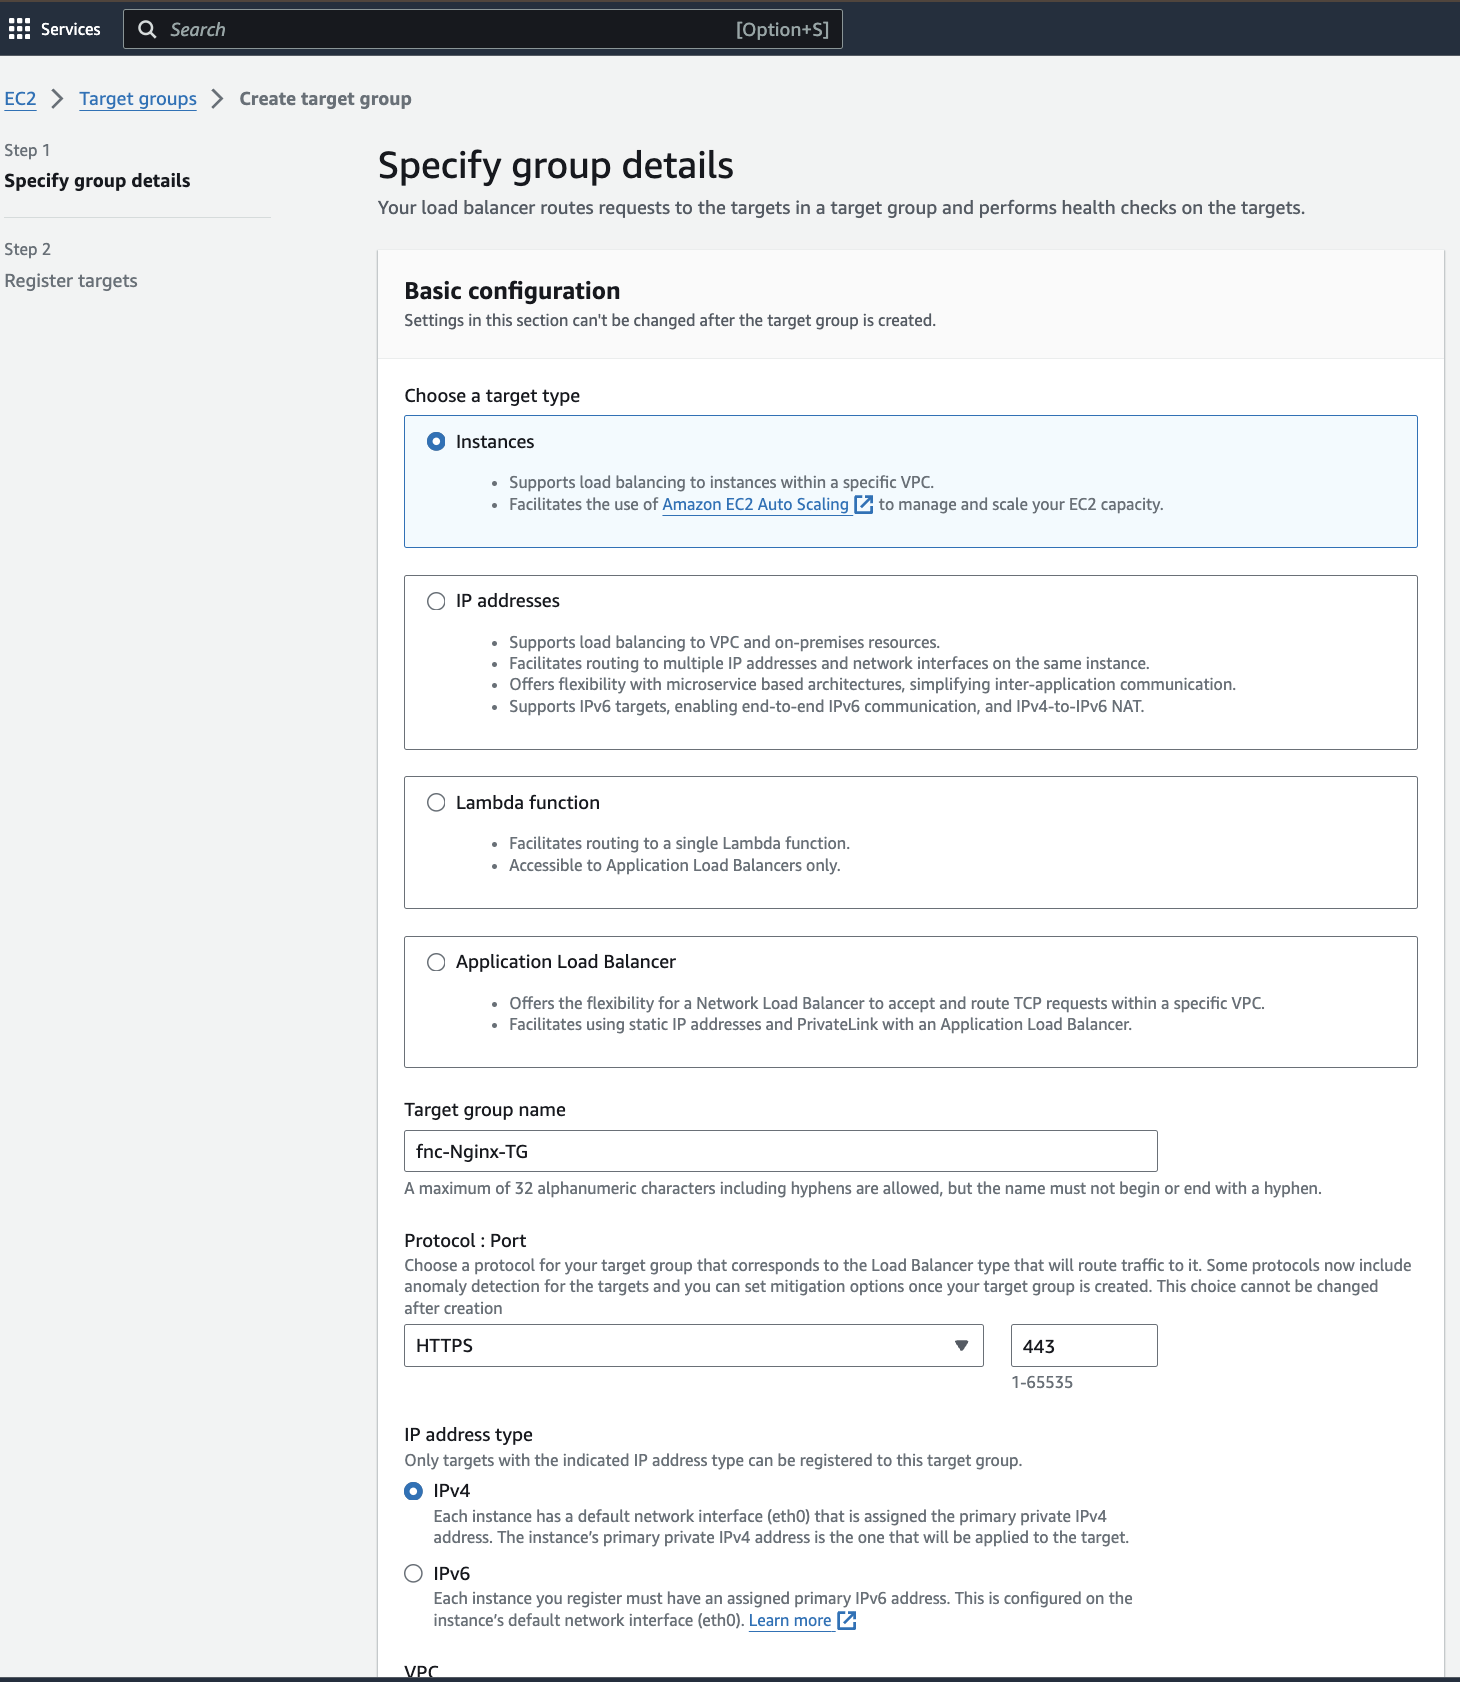 Services
Search
[Option+S]
EC2
Target groups
Create target group
Step 1
Specify group details
Step 2
Register targets
Specify group details
Your load balancer routes requests to the targets in a target group and performs health checks on the targets.
Basic configuration
Settings in this section can't be changed after the target group is created.
Choose a target type
Instances
• Supports load balancing to instances within a specific VPC.
• Facilitates the use of Amazon EC2 Auto Scaling to manage and scale your EC2 capacity.
IP addresses
• Supports load balancing to VPC and on-premises resources.
• Facilitates routing to multiple IP addresses and network interfaces on the same instance.
• Offers flexibility with microservice based architectures, simplifying inter-application communication.
• Supports IPv6 targets, enabling end-to-end IPv6 communication, and IPv4-to-IPv6 NAT.
Lambda function
• Facilitates routing to a single Lambda function.
• Accessible to Application Load Balancers only.
Application Load Balancer
• Offers the flexibility for a Network Load Balancer to accept and route TCP requests within a specific VPC.
• Facilitates using static IP addresses and PrivateLink with an Application Load Balancer.
Target group name
fnc-Nginx-TG
A maximum of 32 alphanumeric characters including hyphens are allowed, but the name must not begin or end with a hyphen.
Protocol : Port
Choose a protocol for your target group that corresponds to the Load Balancer type that will route traffic to it. Some protocols now include
anomaly detection for the targets and you can set mitigation options once your target group is created. This choice cannot be changed
after creation
HTTPS
443
1-65535
IP address type
Only targets with the indicated IP address type can be registered to this target group.
IPv4
Each instance has a default network interface (eth0) that is assigned the primary private IPv4
address. The instance's primary private IPv4 address is the one that will be applied to the target.
IPv6
Each instance you register must have an assigned primary IPv6 address. This is configured on the
instance's default network interface (eth0). Learn more
VPC